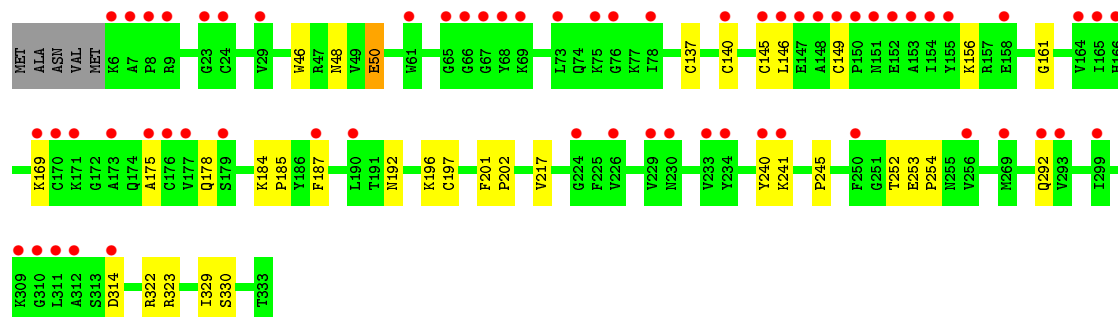 MET ALA ASN VAL MET K6 A7 P8 R9 G23 C24 V29 W46 R47 N48 V49 E50 W61 G65 G66 G67 Y68 K69 L73 Q74 K75 G76 K77 I78 C137 C140 C145 L146 E147 A148 C149 P150 N151 E152 A153 I154 Y155 K156 R157 E158 G161 V164 I165 H166
K169 C170 K171 G172 A173 Q174 A175 C176 V177 Q178 S179 K184 P185 Y186 F187 L190 T191 N192 K196 C197 F201 P202 V217 G224 F225 V226 V229 N230 V233 Y234 Y240 K241 P245 F250 G251 T252 E253 P254 N255 V256 M269 Q292 V293 I299
K309 G310 L311 A312 S313 D314 R322 R323 I329 S330 T333